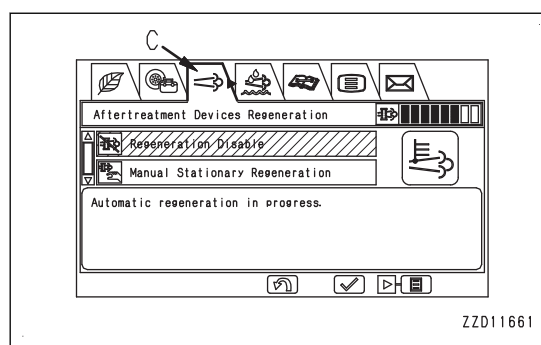 C
Aftertreatment Devices Regeneration
Regeneration Disable
Manual Stationary Regeneration
Automatic regeneration in progress.
ZZD11661